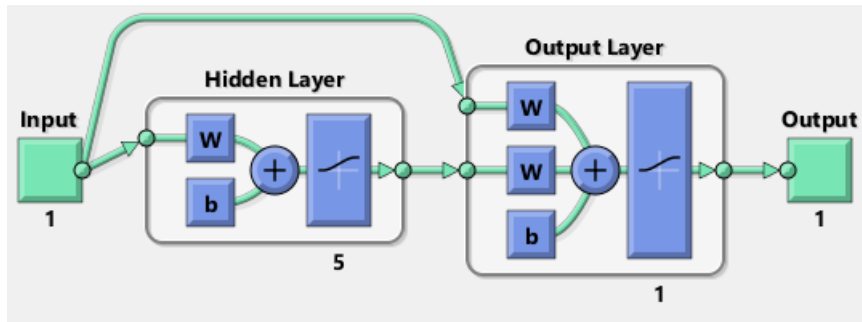 Input
1
Hidden Layer
W
b
+
5
Output Layer
W
W
b
+
1
Output
1